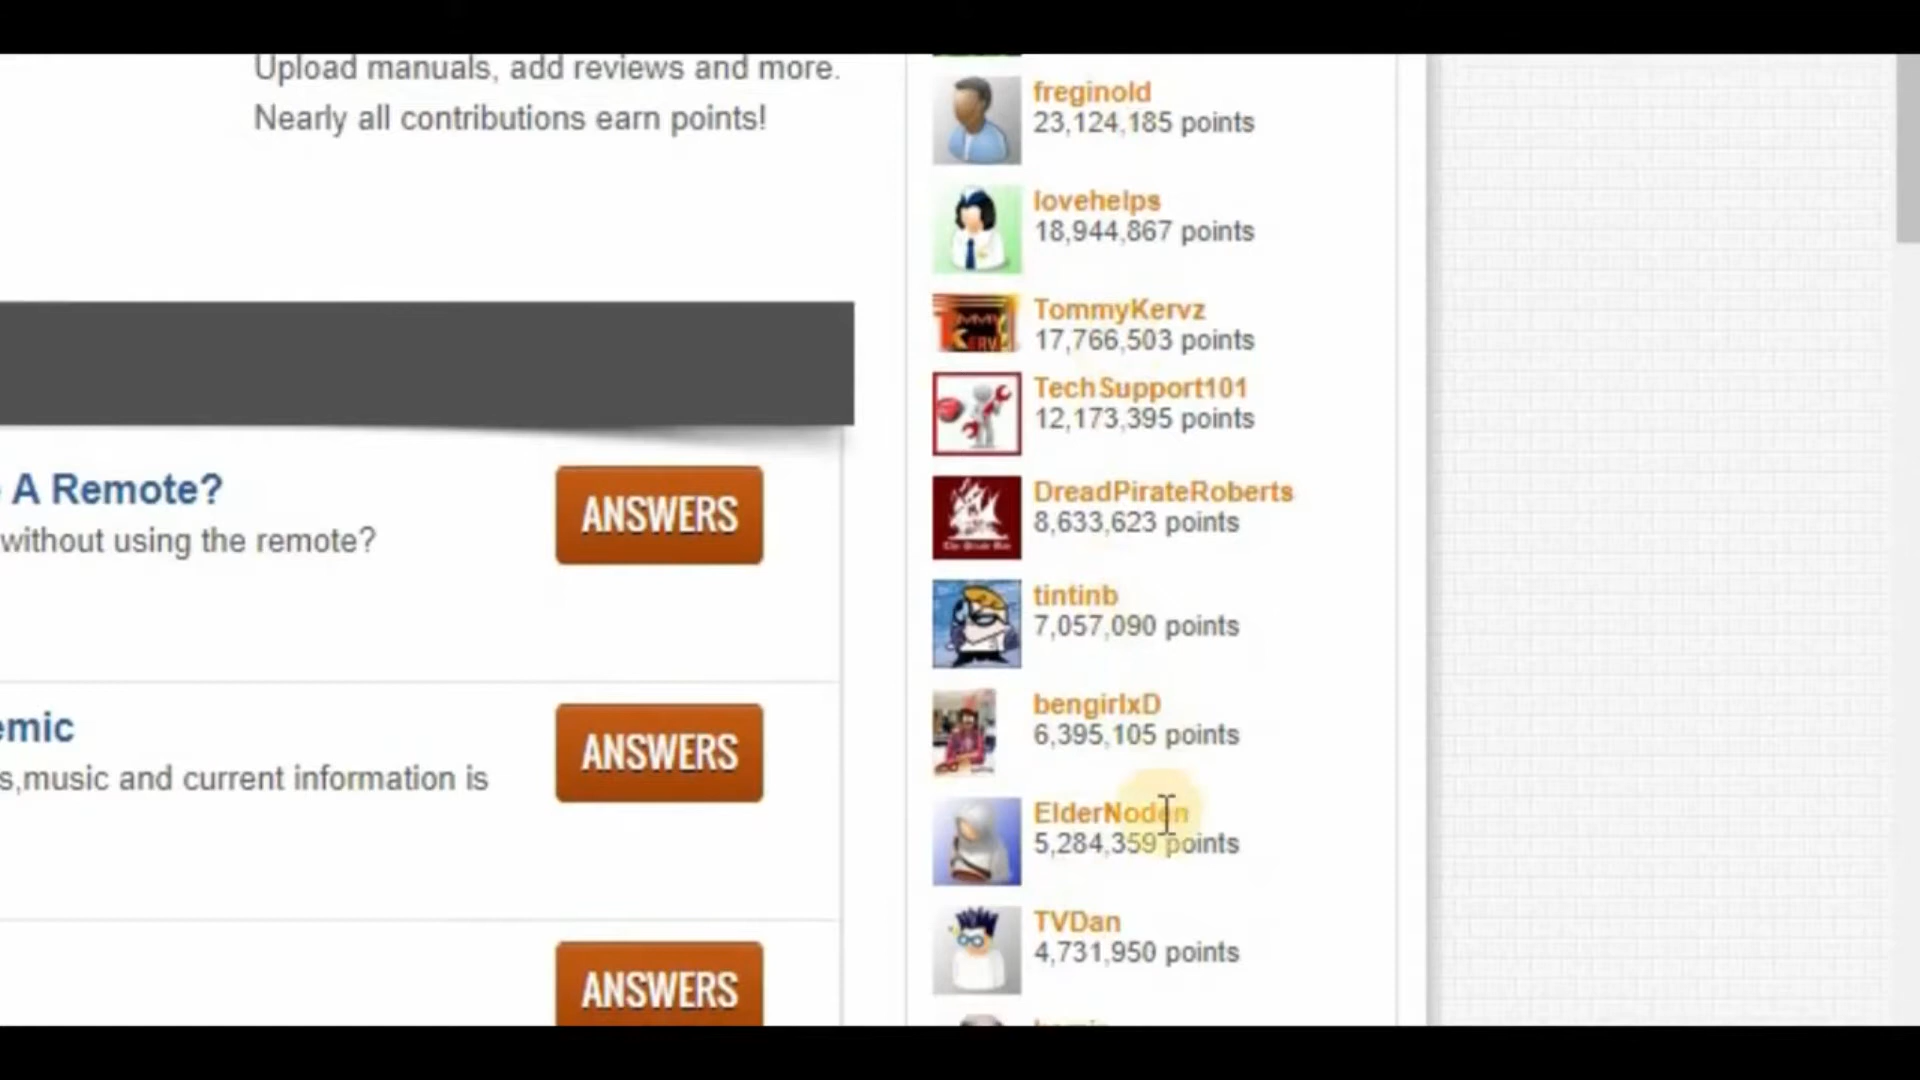 Upload manuals, add reviews and more.
Nearly all contributions earn points!
A Remote?
without using the remote?
ANSWERS
emic
s,music and current information is
ANSWERS
ANSWERS
freginold
23,124,185 points
lovehelps
18,944,867 points
TommyKervz
17,766,503 points
TechSupport101
12,173,395 points
DreadPirateRoberts
8,633,623 points
tintinb
7,057,090 points
bengirlxD
6,395,105 points
ElderNoden
5,284,359 points
TVDan
4,731,950 points